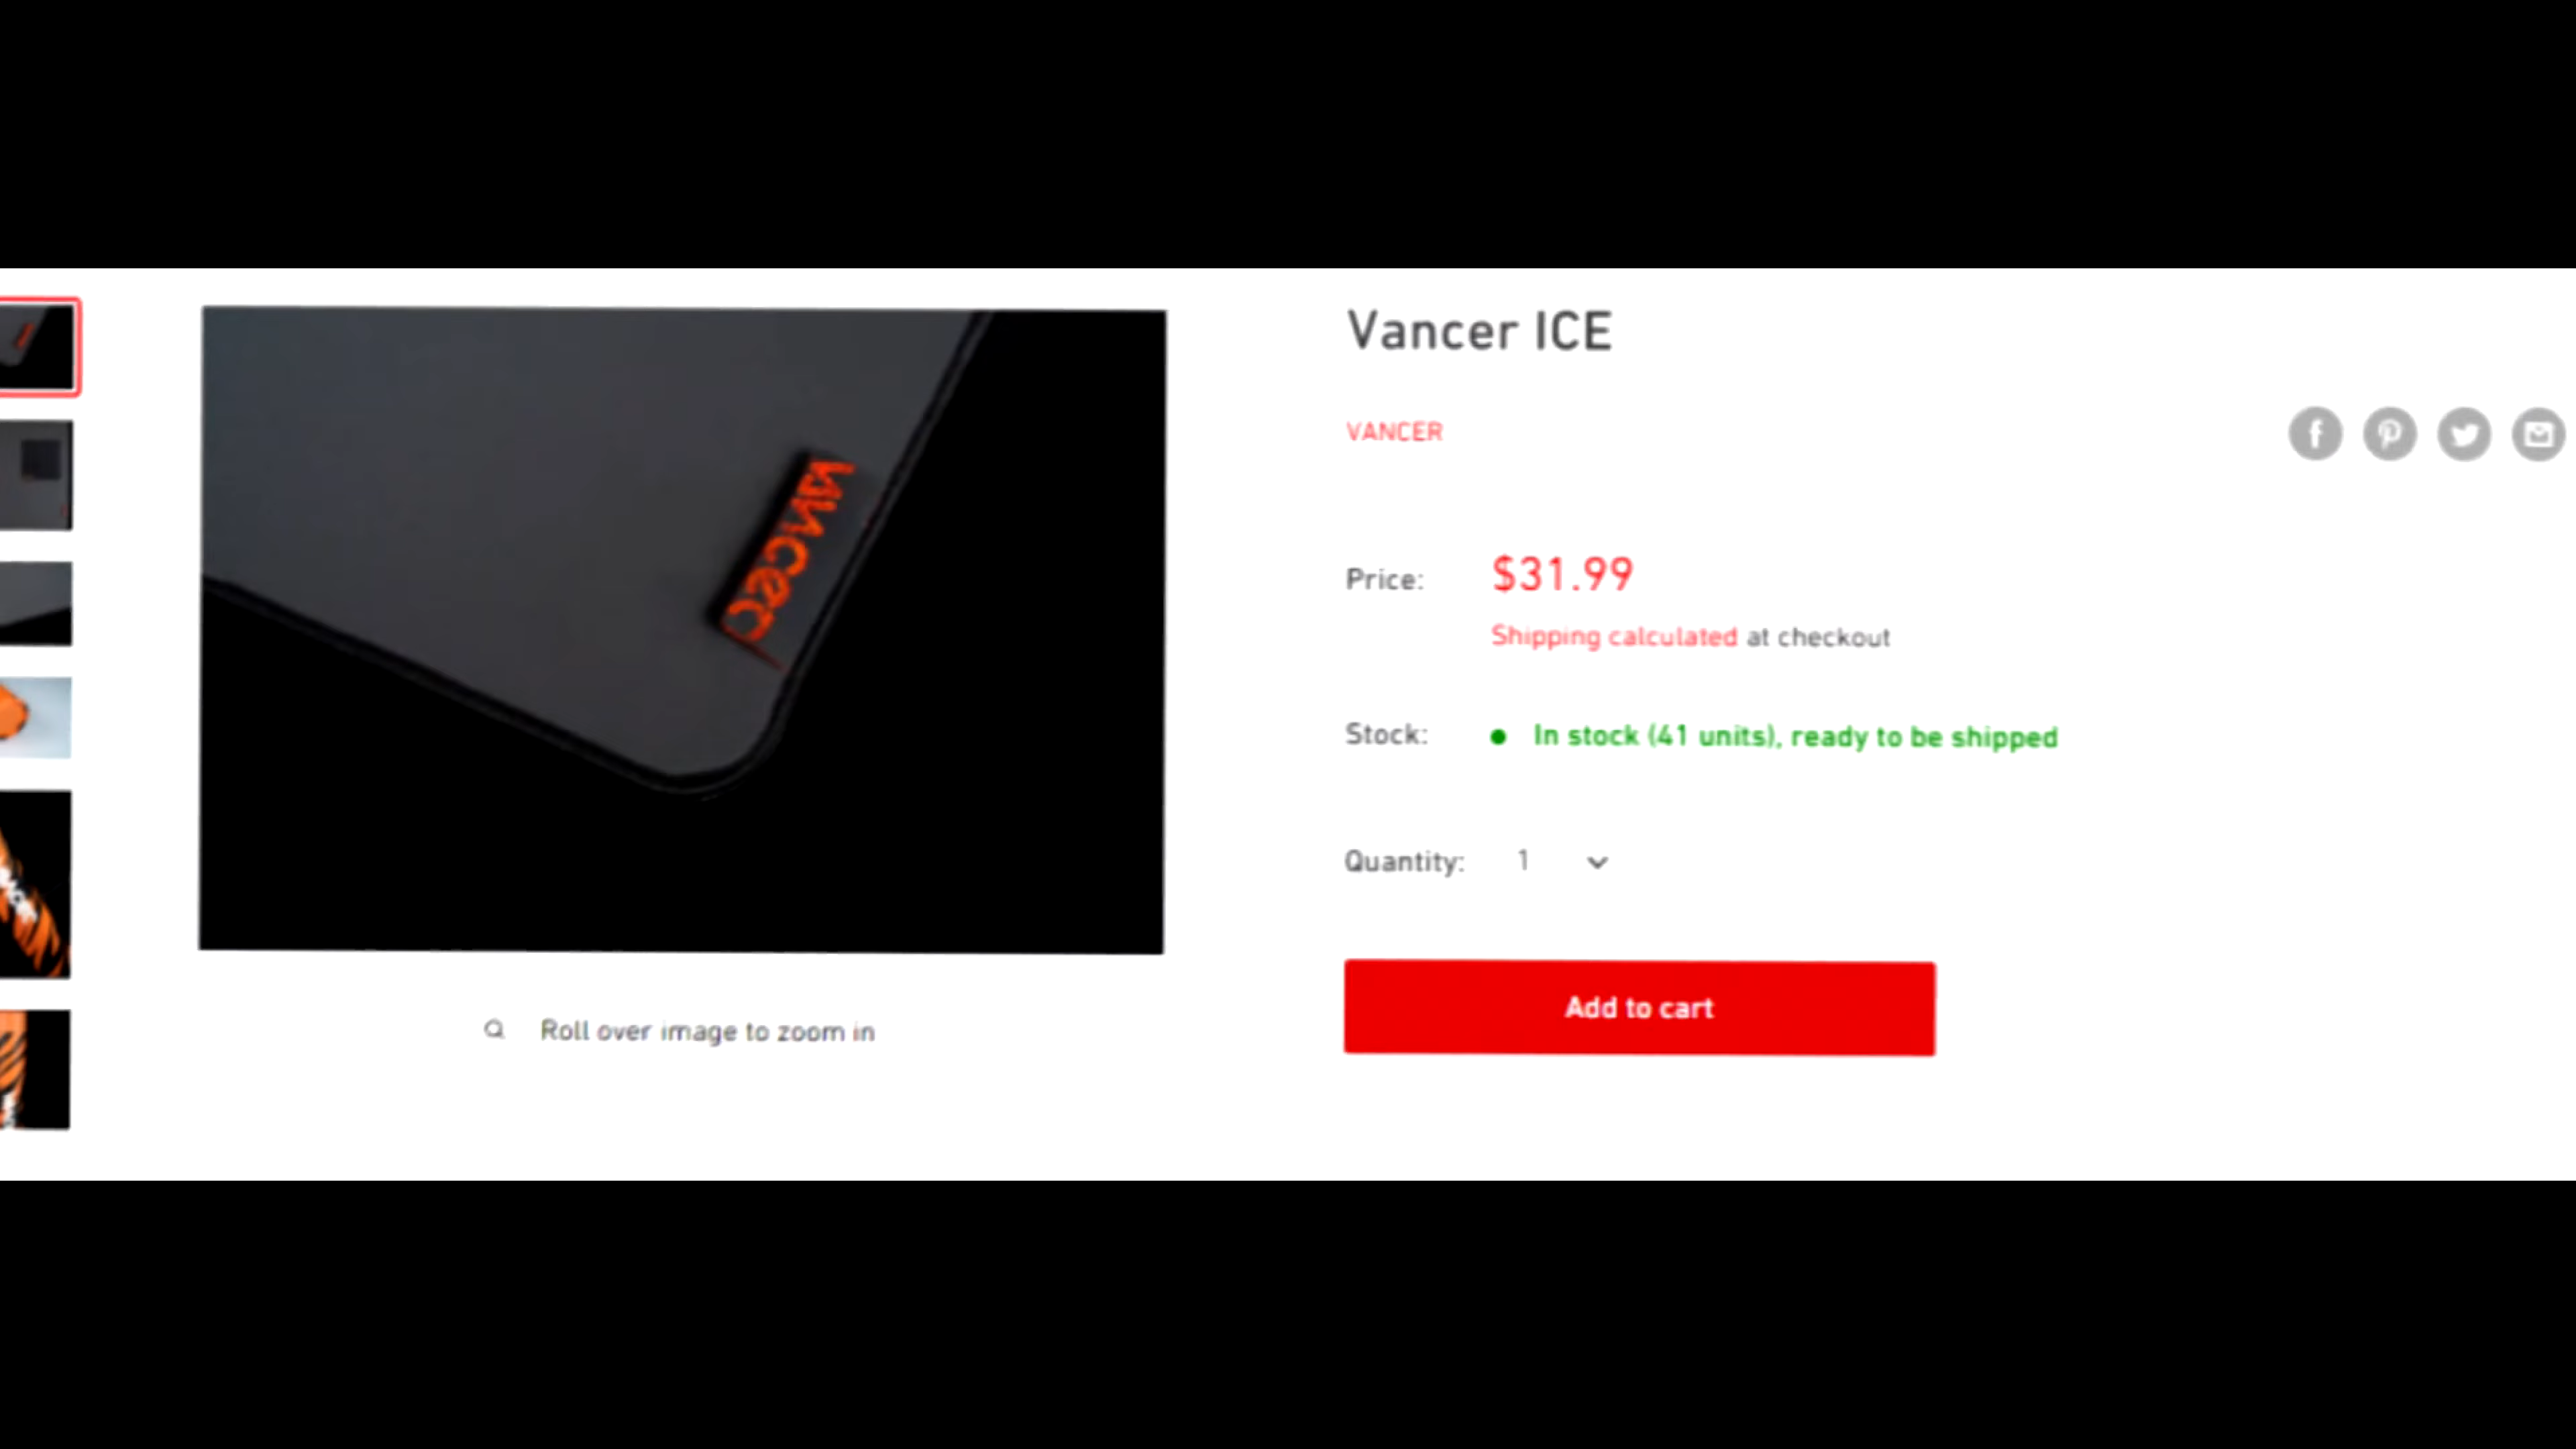 Vancer ICE
VANCER
Price: $31.99
Shipping calculated at checkout
Stock: In stock (41 units), ready to be shipped
Quantity: 1
Add to cart
Vancer
Roll over image to zoom in